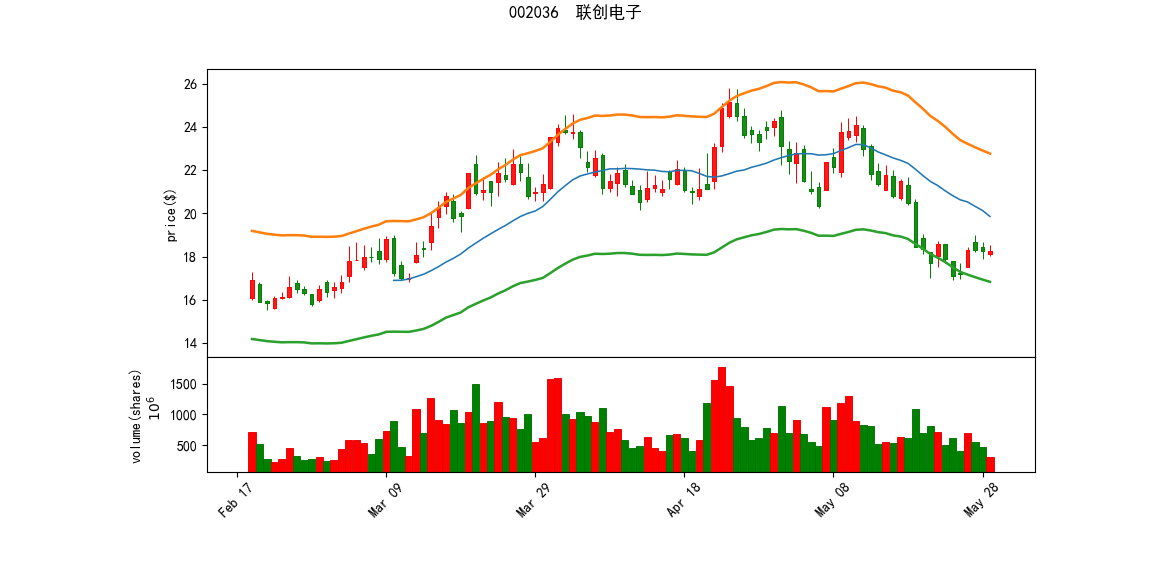 002036 联创电子
26
24
22
20
18
16
14
price($)
1500
1000
500
volume(shares)
10^6
Feb 17
Mar 09
Mar 29
Apr 18
May 08
May 28